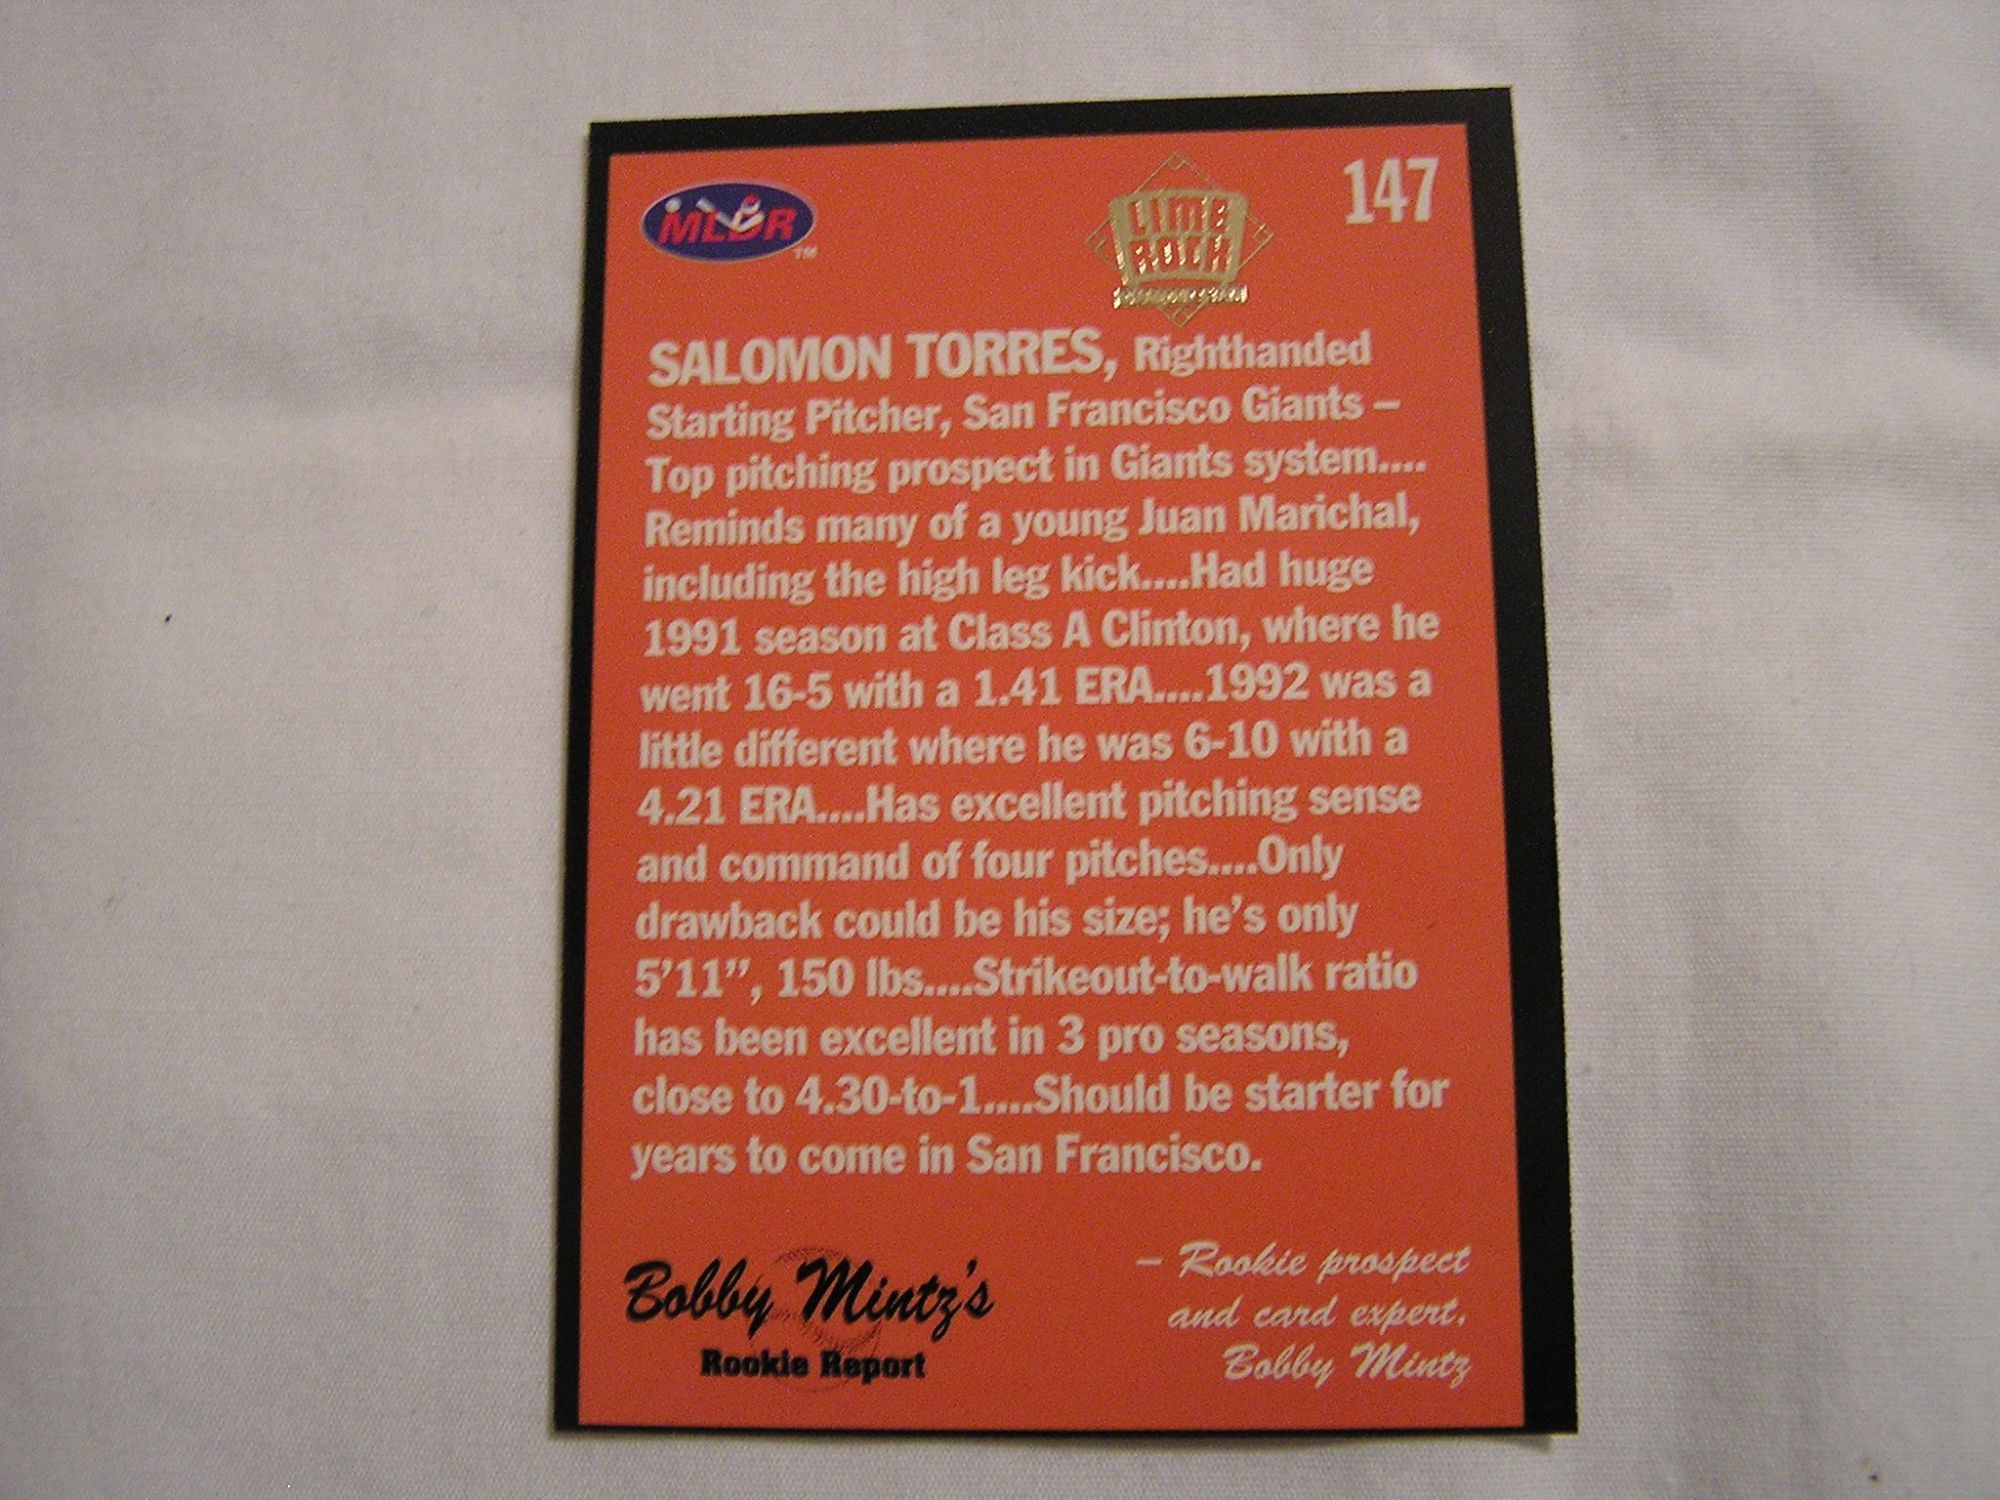 MLBR
TM
LIME
ROCK
147
SALOMON TORRES, Righthanded
Starting Pitcher, San Francisco Giants –
Top pitching prospect in Giants system....
Reminds many of a young Juan Marichal,
including the high leg kick....Had huge
1991 season at Class A Clinton, where he
went 16-5 with a 1.41 ERA....1992 was a
little different where he was 6-10 with a
4.21 ERA....Has excellent pitching sense
and command of four pitches....Only
drawback could be his size; he's only
5'11”, 150 lbs....Strikeout-to-walk ratio
has been excellent in 3 pro seasons,
close to 4.30-to-1....Should be starter for
years to come in San Francisco.
Bobby Mintz's
Rookie Report
– Rookie prospect
and card expert,
Bobby Mintz